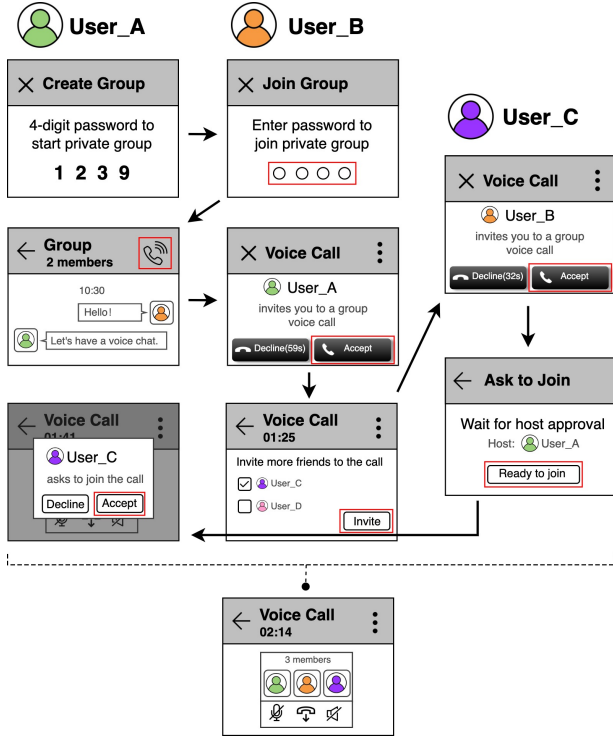 User_A
User_B
Create Group
4-digit password to
start private group
1 2 3 9
Join Group
Enter password to
join private group
User_C
Voice Call
User_B
invites you to a group
voice call
Decline(32s)
Accept
Group
2 members
10:30
Hello!
Let's have a voice chat.
Voice Call
User_A
invites you to a group
voice call
Decline(59s)
Accept
Ask to Join
Wait for host approval
Host: User_A
Ready to join
Voice Call
01:41
User_C
asks to join the call
Decline
Accept
Voice Call
01:25
Invite more friends to the call
User_C
User_D
Invite
Voice Call
02:14
3 members